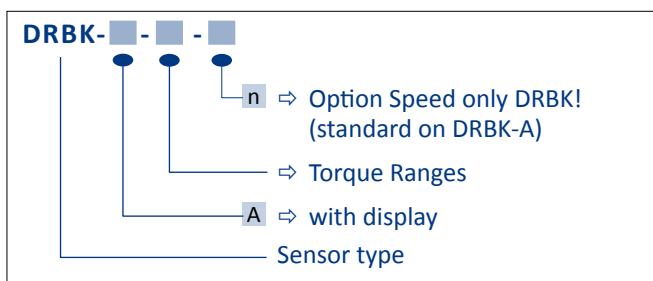 DRBK- - -
n ⇨ Option Speed only DRBK!
(standard on DRBK-A)
⇨ Torque Ranges
A ⇨ with display
Sensor type